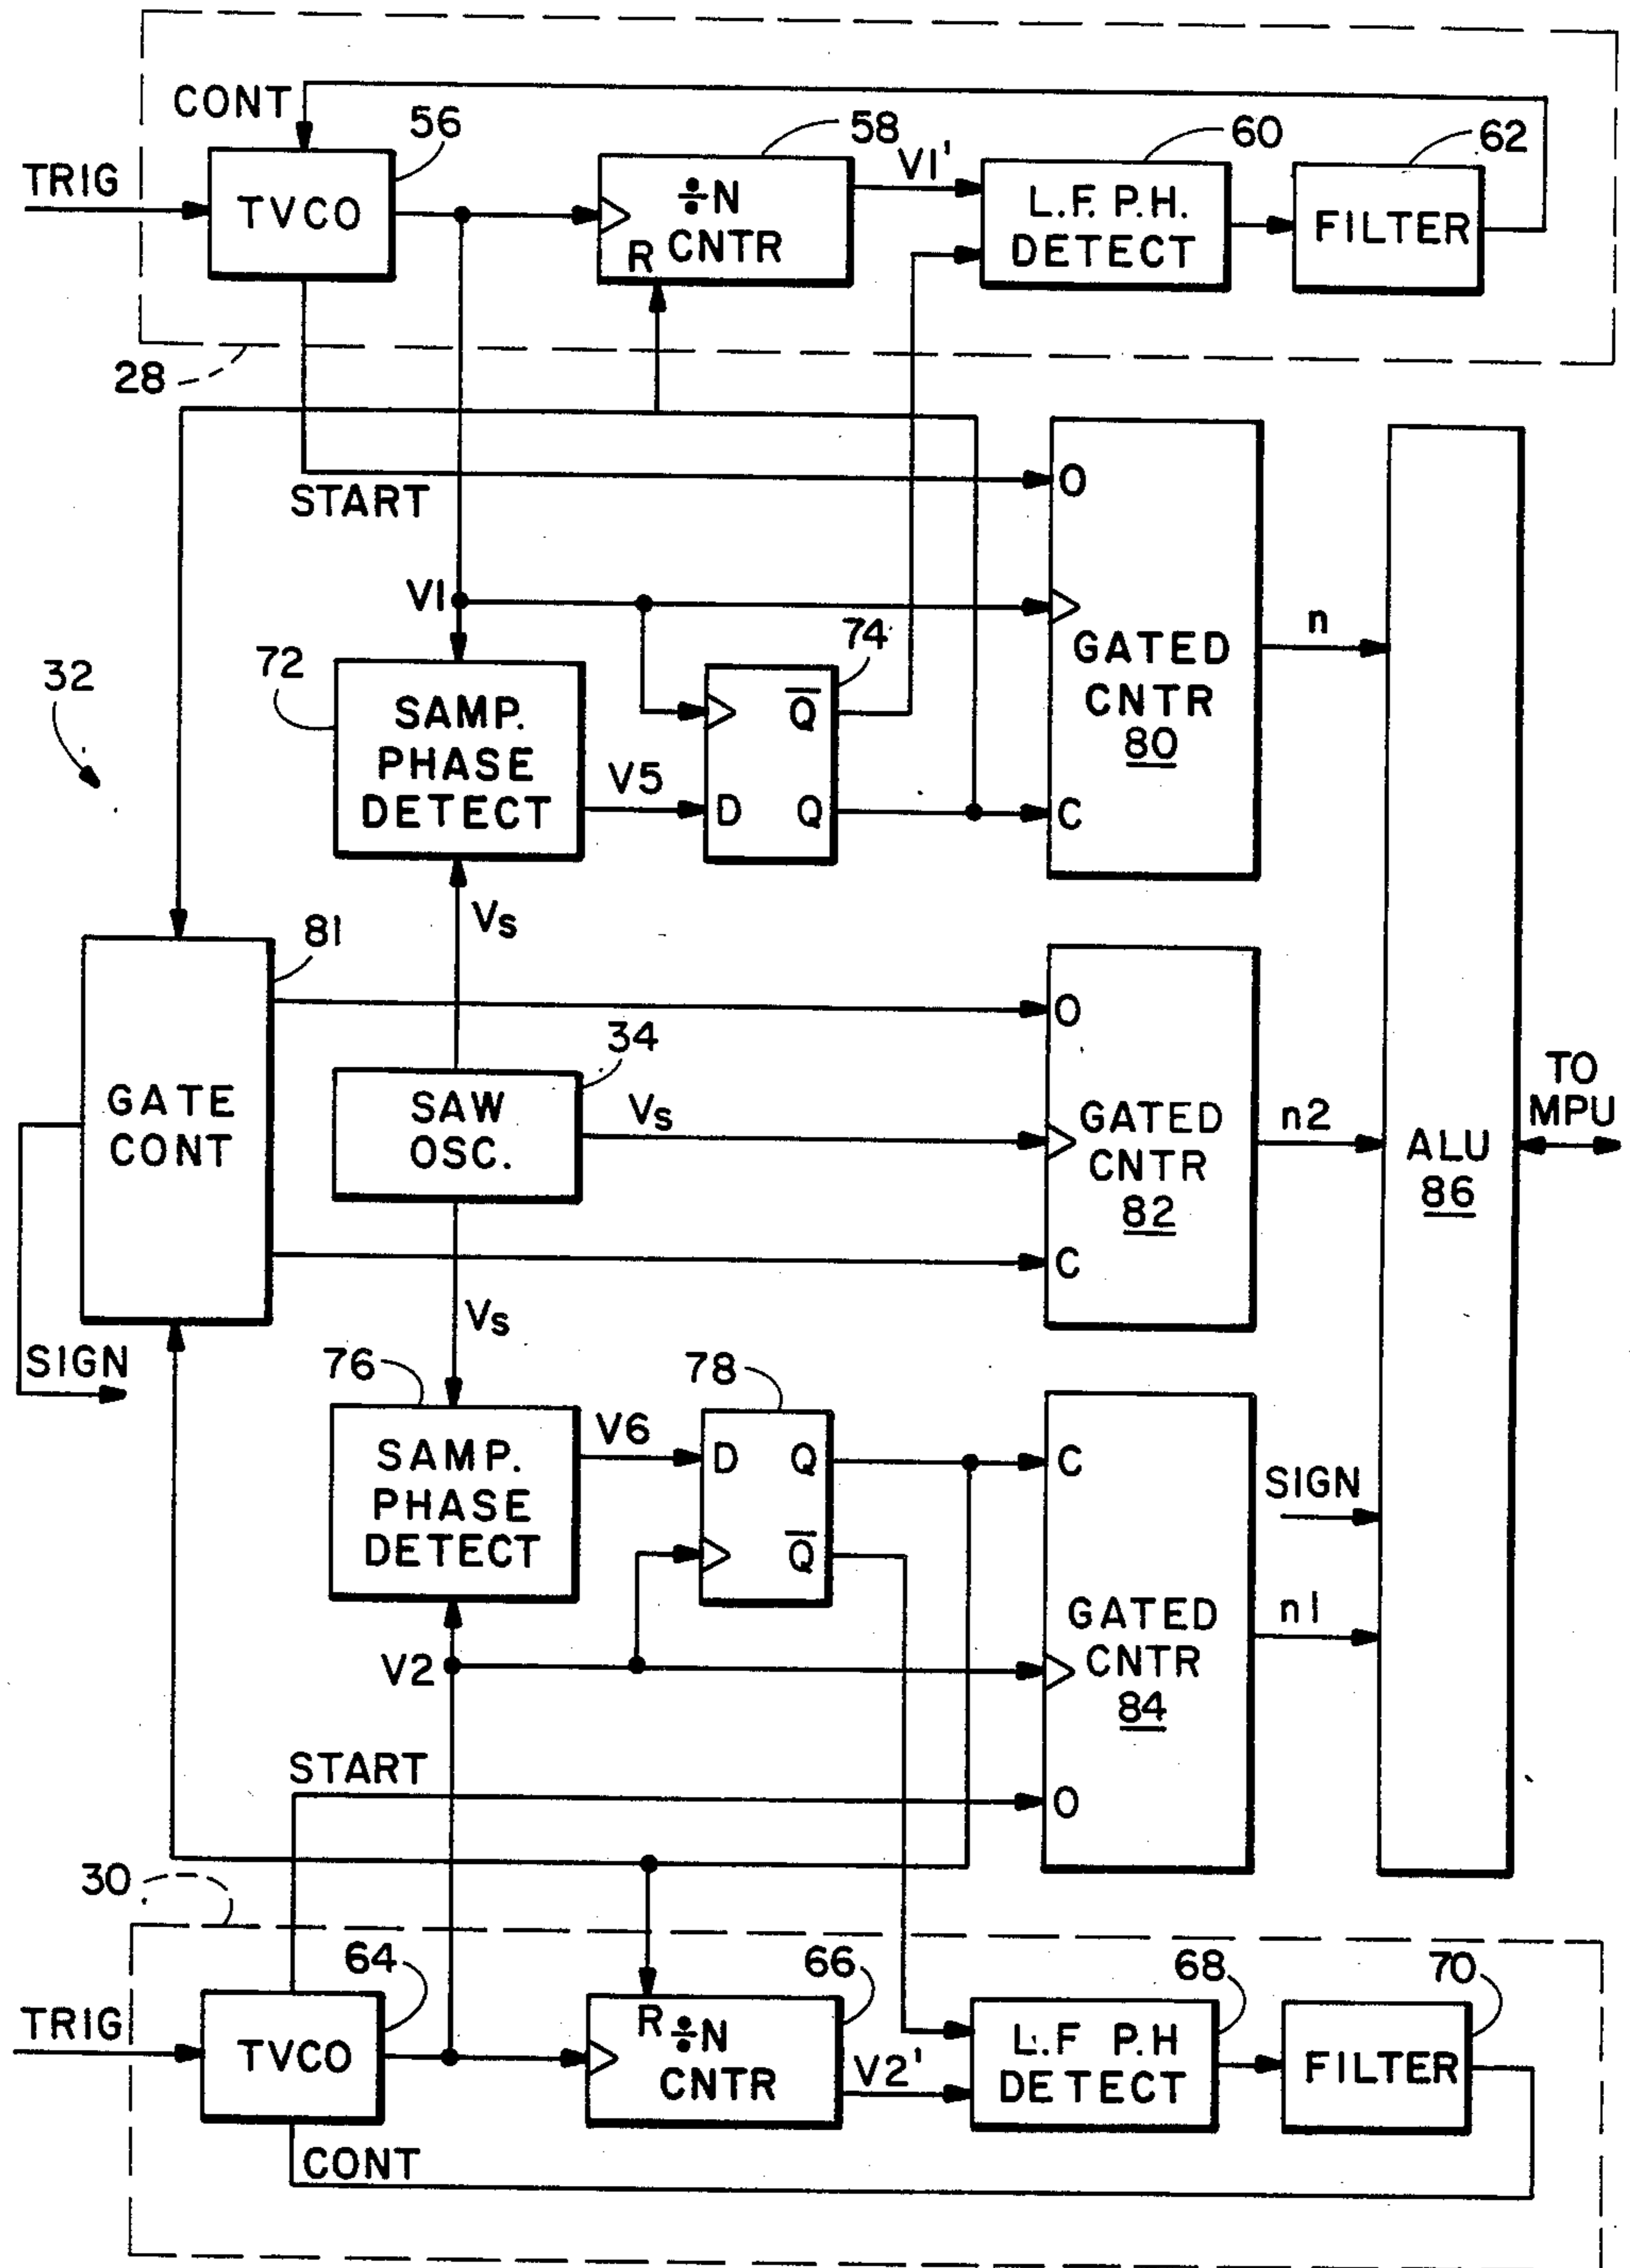 CONT
56
58
60
62
TRIG
TVCO
÷N
CNTR
R
V1'
L.F. P.H.
DETECT
FILTER
28
START
O
V1
72
32
SAMP.
PHASE
DETECT
V5
74
Q̅
D
Q
GATED
CNTR
80
C
n
Vs
81
GATE
CONT
34
SAW
OSC.
Vs
O
GATED
CNTR
82
C
n2
ALU
86
TO
MPU
Vs
SIGN
76
SAMP.
PHASE
DETECT
V6
78
D
Q
Q̅
C
GATED
CNTR
84
O
SIGN
n1
V2
START
30
64
66
68
70
TRIG
TVCO
R
÷N
CNTR
V2'
L.F P.H
DETECT
FILTER
CONT